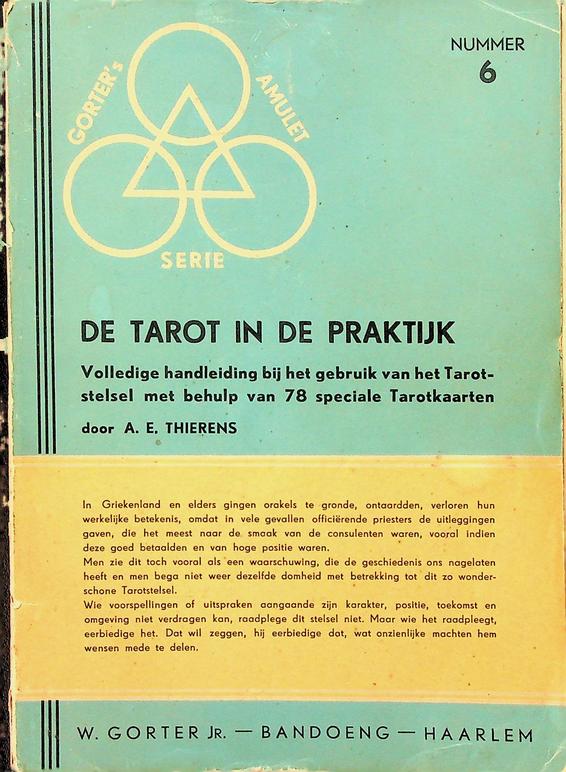 NUMMER
6
GORTER's
AMULET
SERIE
DE TAROT IN DE PRAKTIJK
Volledige handleiding bij het gebruik van het Tarot-
stelsel met behulp van 78 speciale Tarotkaarten
door A. E. THIERENS
In Griekenland en elders gingen orakels te gronde, ontaardden, verloren hun
werkelijke betekenis, omdat in vele gevallen officiërende priesters de uitleggingen
gaven, die het meest naar de smaak van de consulenten waren, vooral indien
deze goed betaalden en van hoge positie waren.
Men zie dit toch vooral als een waarschuwing, die de geschiedenis ons nagelaten
heeft en men bega niet weer dezelfde domheid met betrekking tot dit zo wonder-
schone Tarotstelsel.
Wie voorspellingen of uitspraken aangaande zijn karakter, positie, toekomst en
omgeving niet verdragen kan, raadplege dit stelsel niet. Maar wie het raadpleegt,
eerbiedige het. Dat wil zeggen, hij eerbiedige dat, wat onzienlijke machten hem
wensen mede te delen.
W. GORTER JR. — BANDOENG — HAARLEM